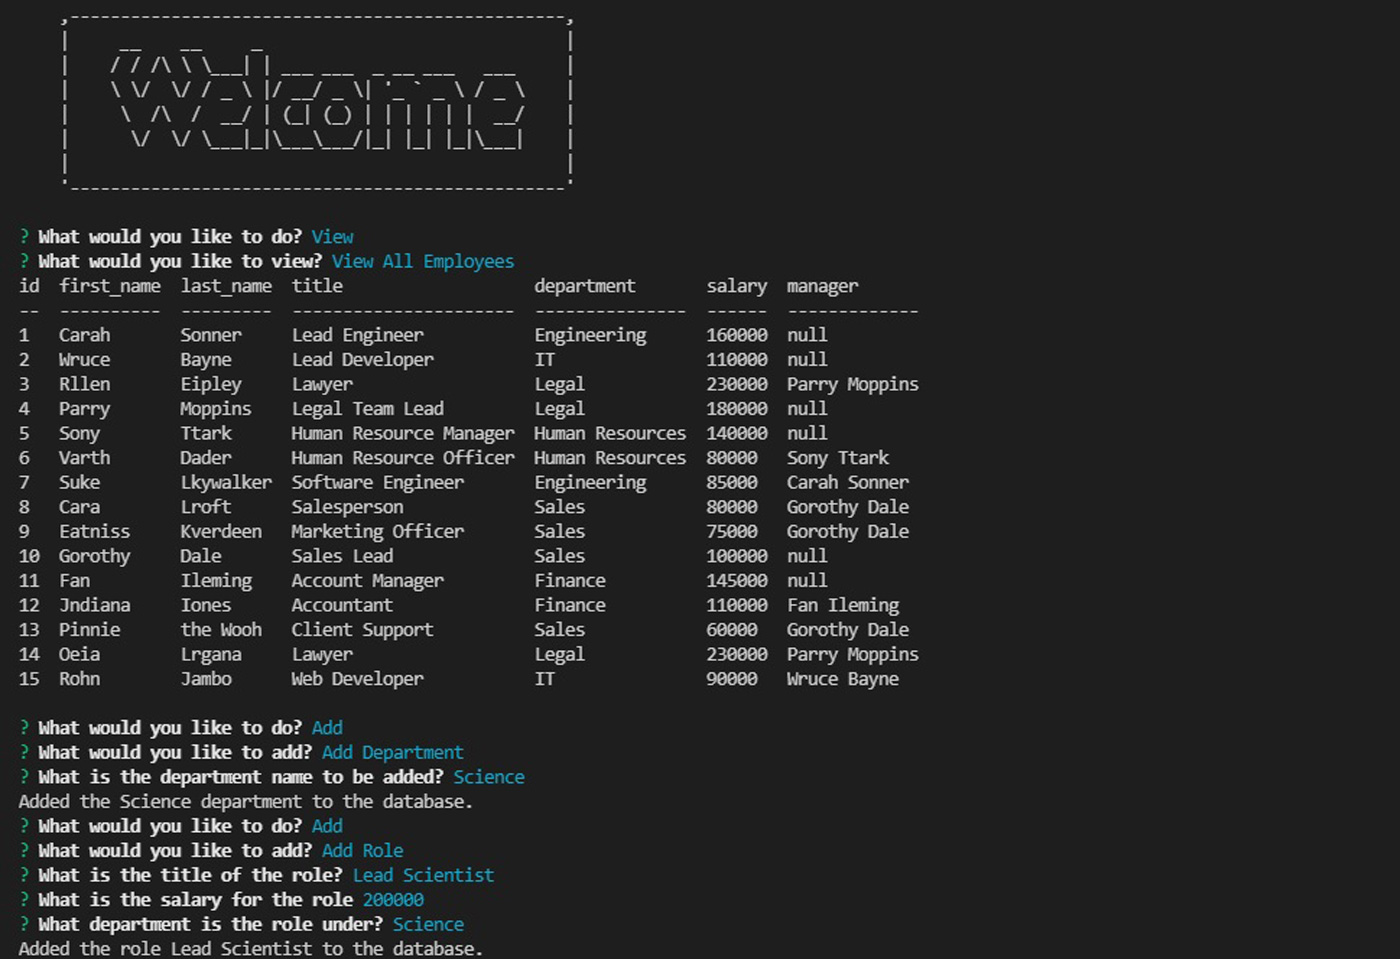 Welcome
? What would you like to do? View
? What would you like to view? View All Employees
id  first_name  last_name  title                   department       salary  manager
--  ----------  ---------  ----------------------  ---------------  ------  -------------
1   Carah       Sonner     Lead Engineer           Engineering      160000  null
2   Wruce       Bayne      Lead Developer          IT               110000  null
3   Rllen       Eipley     Lawyer                  Legal            230000  Parry Moppins
4   Parry       Moppins    Legal Team Lead         Legal            180000  null
5   Sony        Ttark      Human Resource Manager  Human Resources  140000  null
6   Varth       Dader      Human Resource Officer  Human Resources  80000   Sony Ttark
7   Suke        Lkywalker  Software Engineer       Engineering      85000   Carah Sonner
8   Cara        Lroft      Salesperson             Sales            80000   Gorothy Dale
9   Eatniss     Kverdeen   Marketing Officer       Sales            75000   Gorothy Dale
10  Gorothy     Dale       Sales Lead              Sales            100000  null
11  Fan         Ileming    Account Manager         Finance          145000  null
12  Jndiana     Iones      Accountant              Finance          110000  Fan Ileming
13  Pinnie      the Wooh   Client Support          Sales            60000   Gorothy Dale
14  Oeia        Lrgana     Lawyer                  Legal            230000  Parry Moppins
15  Rohn        Jambo      Web Developer           IT               90000   Wruce Bayne
? What would you like to do? Add
? What would you like to add? Add Department
? What is the department name to be added? Science
Added the Science department to the database.
? What would you like to do? Add
? What would you like to add? Add Role
? What is the title of the role? Lead Scientist
? What is the salary for the role 200000
? What department is the role under? Science
Added the role Lead Scientist to the database.